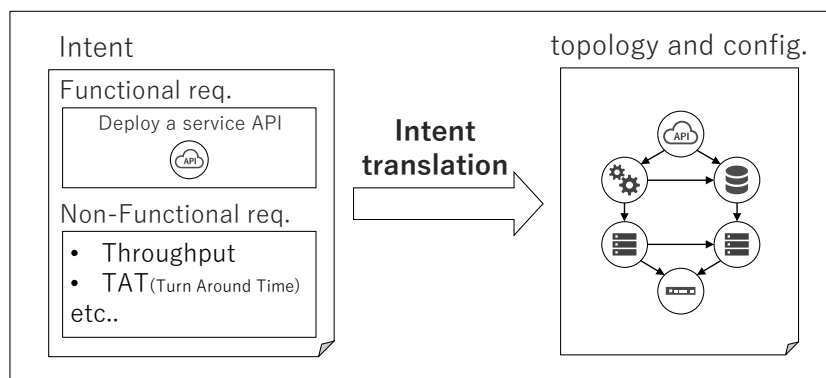 Intent
Functional req.
Deploy a service API
API
Non-Functional req.
• Throughput
• TAT(Turn Around Time)
etc..
Intent
translation
topology and config.
API